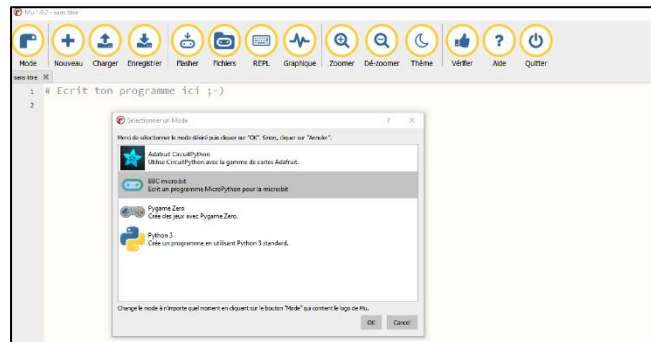 Mu 1.0.2 - sans titre
Mode Nouveau Charger Enregistrer Flasher Fichiers REPL Graphique Zoomer Dé-zoomer Thème Vérifier Aide Quitter
sans titre
1 # Ecrit ton programme ici ;-)
2
Sélectionner un Mode
Merci de sélectionner le mode désiré puis cliquer sur "OK". Sinon, cliquer sur "Annuler".
Adafruit CircuitPython
Utilise CircuitPython avec la gamme de cartes Adafruit.
BBC micro:bit
Ecrit un programme MicroPython pour la micro:bit
Pygame Zero
Crée des jeux avec Pygame Zero.
Python 3
Crée un programme en utilisant Python 3 standard.
Change le mode à n'importe quel moment en cliquant sur le bouton "Mode" qui contient le logo de Mu.
OK Cancel